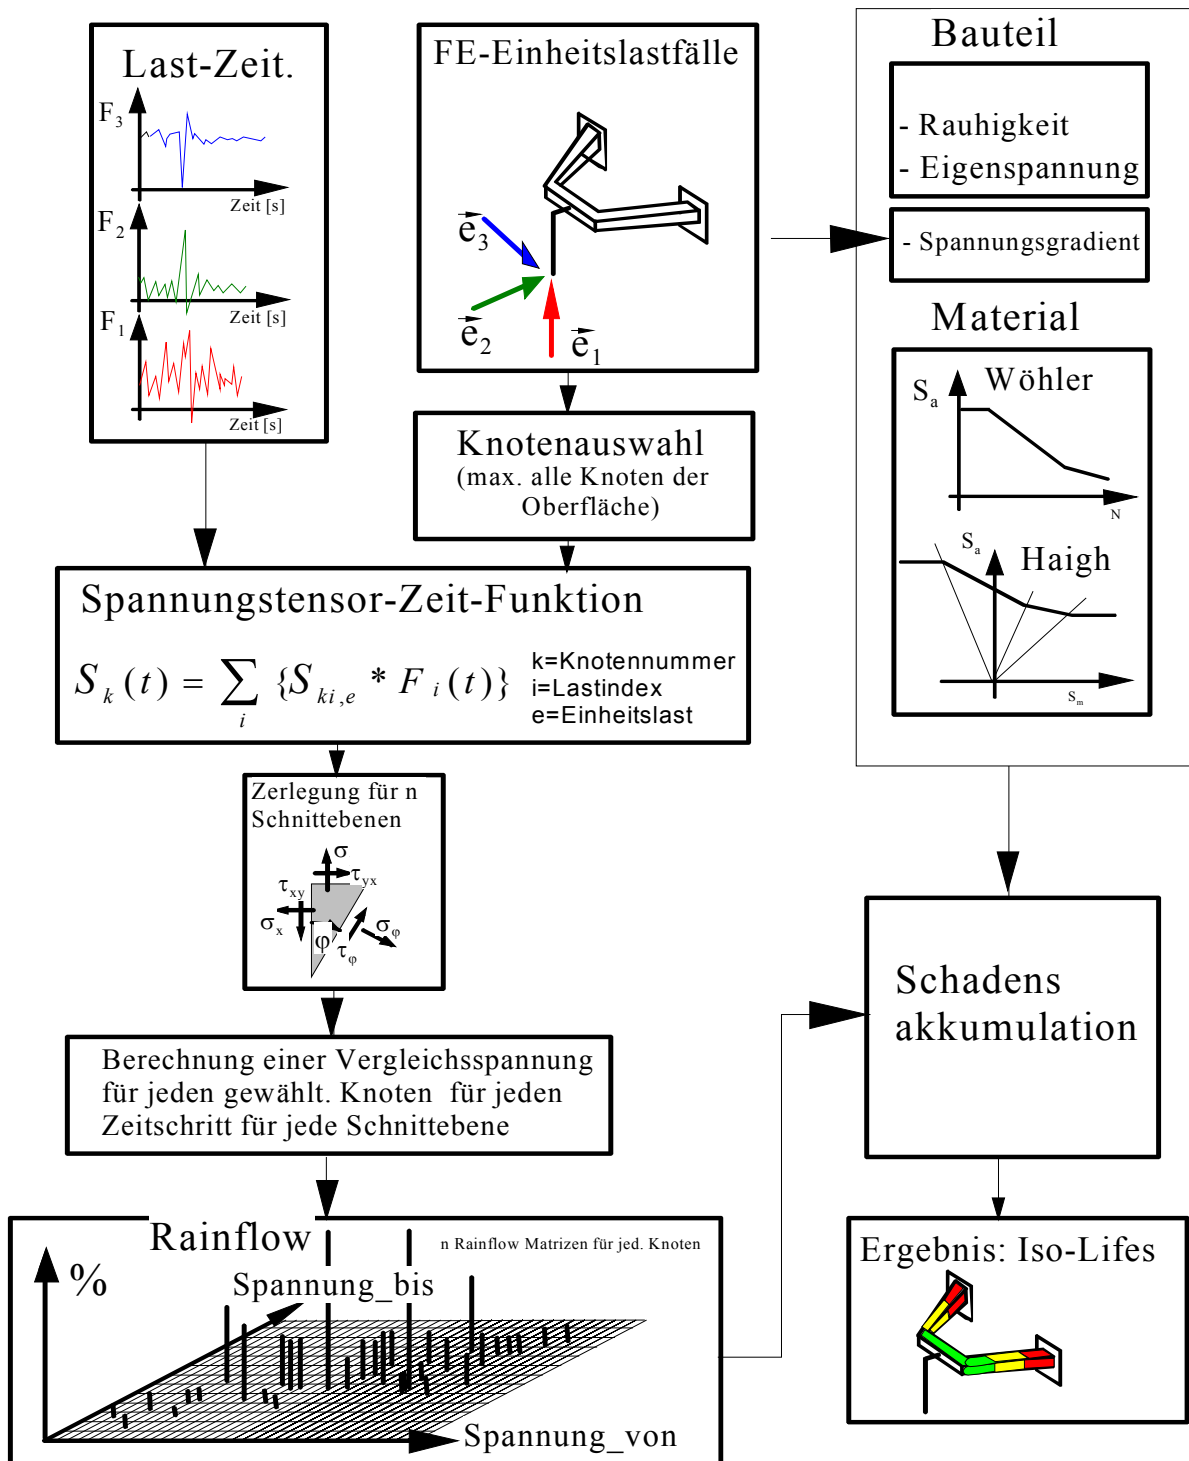 Last-Zeit.
F3
Zeit [s]
F2
Zeit [s]
F1
Zeit [s]
FE-Einheitslastfälle
e3
e2
e1
Bauteil
- Rauhigkeit
- Eigenspannung
- Spannungsgradient
Material
Wöhler
Sa
N
Haigh
Sa
Sm
Knotenauswahl
(max. alle Knoten der
Oberfläche)
Spannungstensor-Zeit-Funktion
S k (t) = ∑ i {S ki,e * F i (t)}
k=Knotennummer
i=Lastindex
e=Einheitslast
Zerlegung für n
Schnittebenen
σ
τyx
τxy
σx
φ
τφ
σφ
Berechnung einer Vergleichsspannung
für jeden gewählt. Knoten für jeden
Zeitschritt für jede Schnittebene
Rainflow
n Rainflow Matrizen für jed. Knoten
%
Spannung_bis
Spannung_von
Schadens
akkumulation
Ergebnis: Iso-Lifes